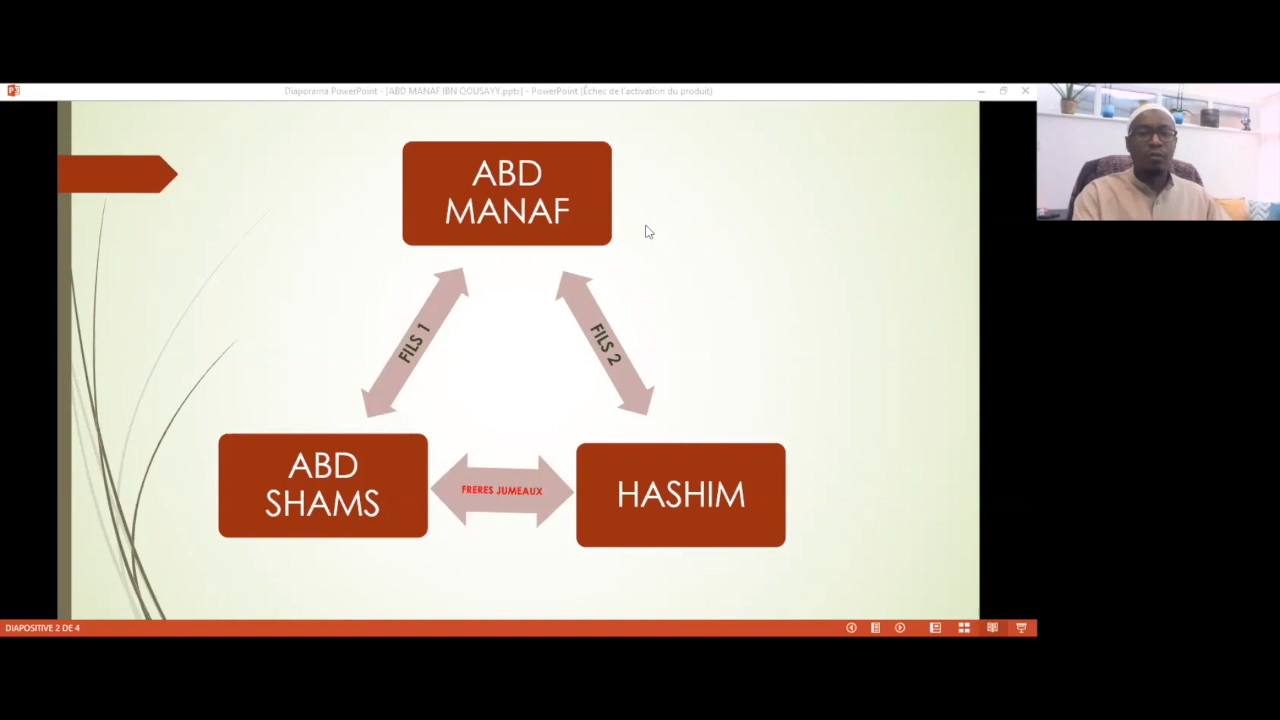 Diaporama PowerPoint - [ABD MANAF IBN QOUSAYY.pptx] - PowerPoint (Échec de l'activation du produit)
ABD
MANAF
FILS 1
FILS 2
ABD
SHAMS
FRERES JUMEAUX
HASHIM
DIAPOSITIVE 2 DE 4